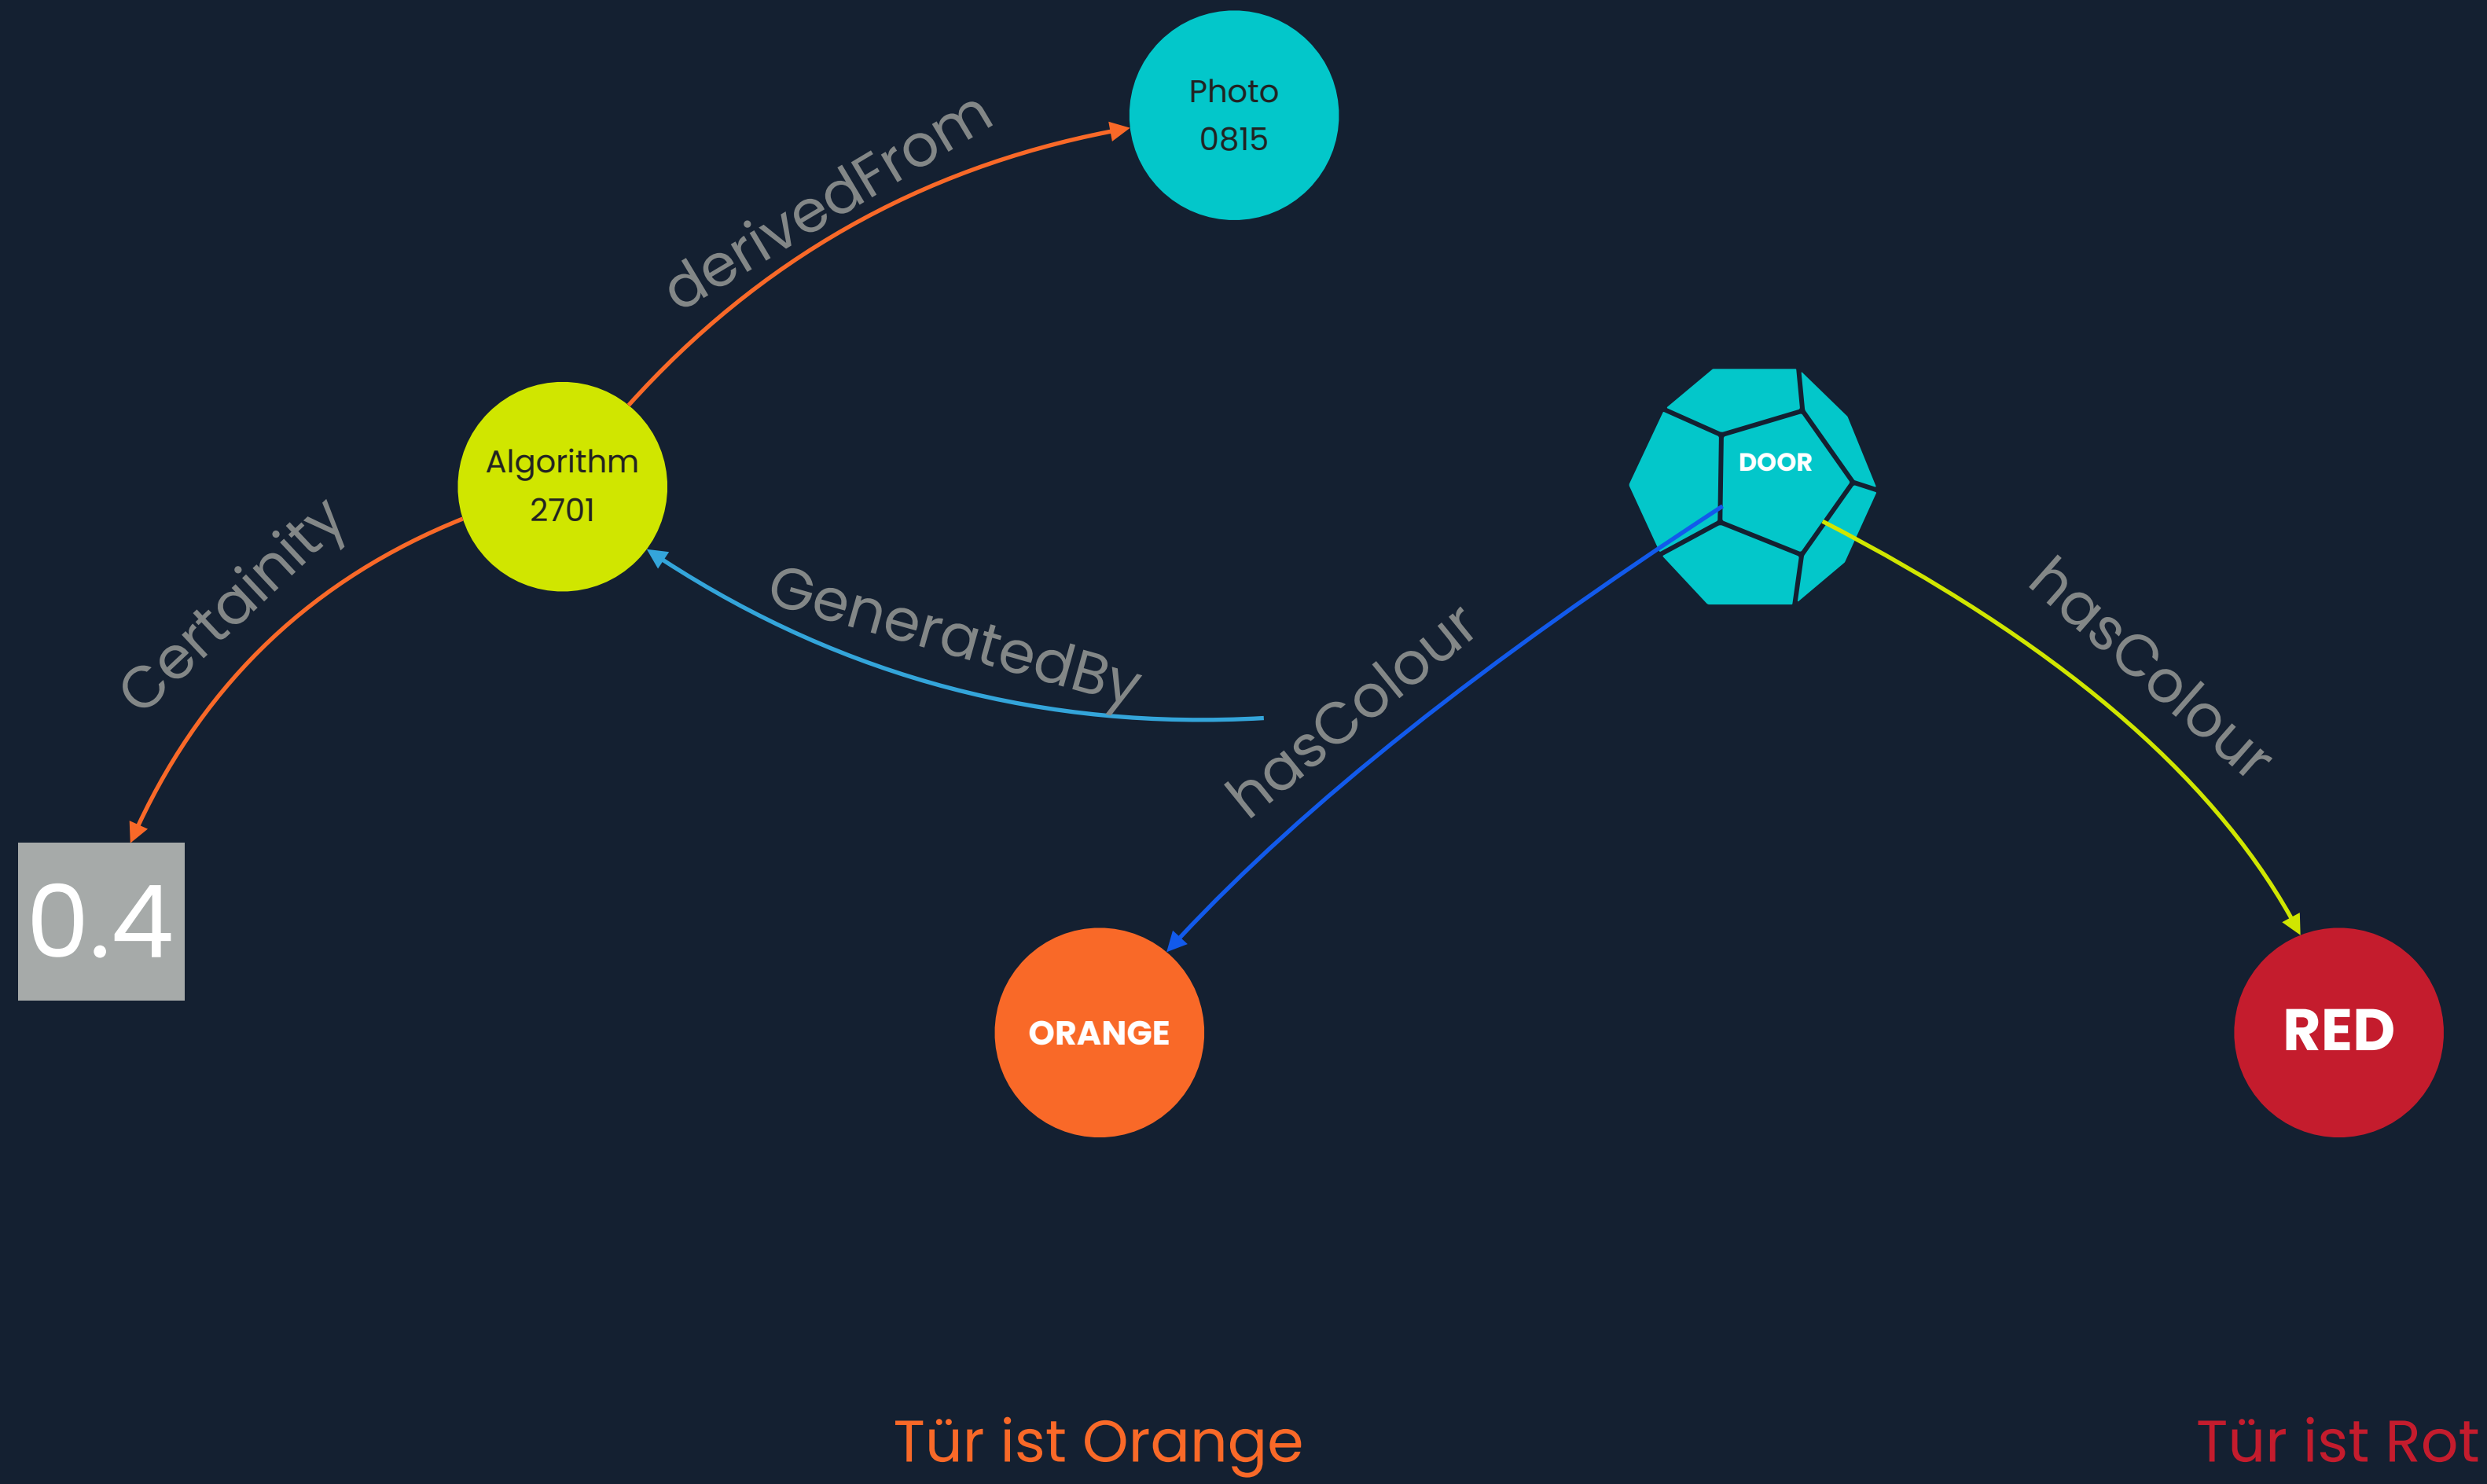 Photo
0815
derivedFrom
Algorithm
2701
DOOR
Certainity
GeneratedBy
hasColour
hasColour
0.4
ORANGE
RED
Tür ist Orange
Tür ist Rot